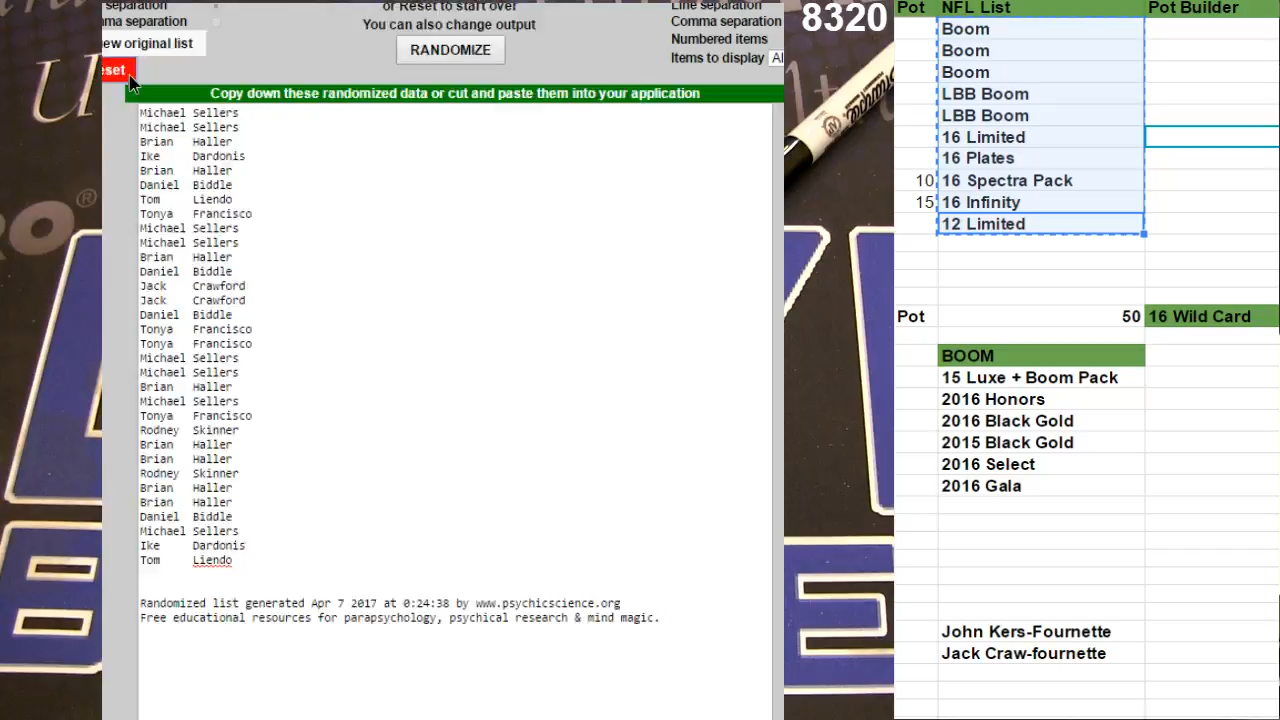 separation
or Reset to start over
Line separation
mma separation
You can also change output
Comma separation
ew original list
RANDOMIZE
Numbered items
Items to display
set
Copy down these randomized data or cut and paste them into your application
Michael Sellers
Michael Sellers
Brian Haller
Ike Dardonis
Brian Haller
Daniel Biddle
Tom Liendo
Tonya Francisco
Michael Sellers
Michael Sellers
Brian Haller
Daniel Biddle
Jack Crawford
Jack Crawford
Daniel Biddle
Tonya Francisco
Tonya Francisco
Michael Sellers
Michael Sellers
Brian Haller
Michael Sellers
Tonya Francisco
Rodney Skinner
Brian Haller
Brian Haller
Rodney Skinner
Brian Haller
Brian Haller
Daniel Biddle
Michael Sellers
Ike Dardonis
Tom Liendo
Randomized list generated Apr 7 2017 at 0:24:38 by www.psychicscience.org
Free educational resources for parapsychology, psychical research & mind magic.
8320
Pot NFL List Pot Builder
Boom
Boom
Boom
LBB Boom
LBB Boom
16 Limited
16 Plates
10 16 Spectra Pack
15 16 Infinity
12 Limited
Pot 50 16 Wild Card
BOOM
15 Luxe + Boom Pack
2016 Honors
2016 Black Gold
2015 Black Gold
2016 Select
2016 Gala
John Kers-Fournette
Jack Craw-fournette